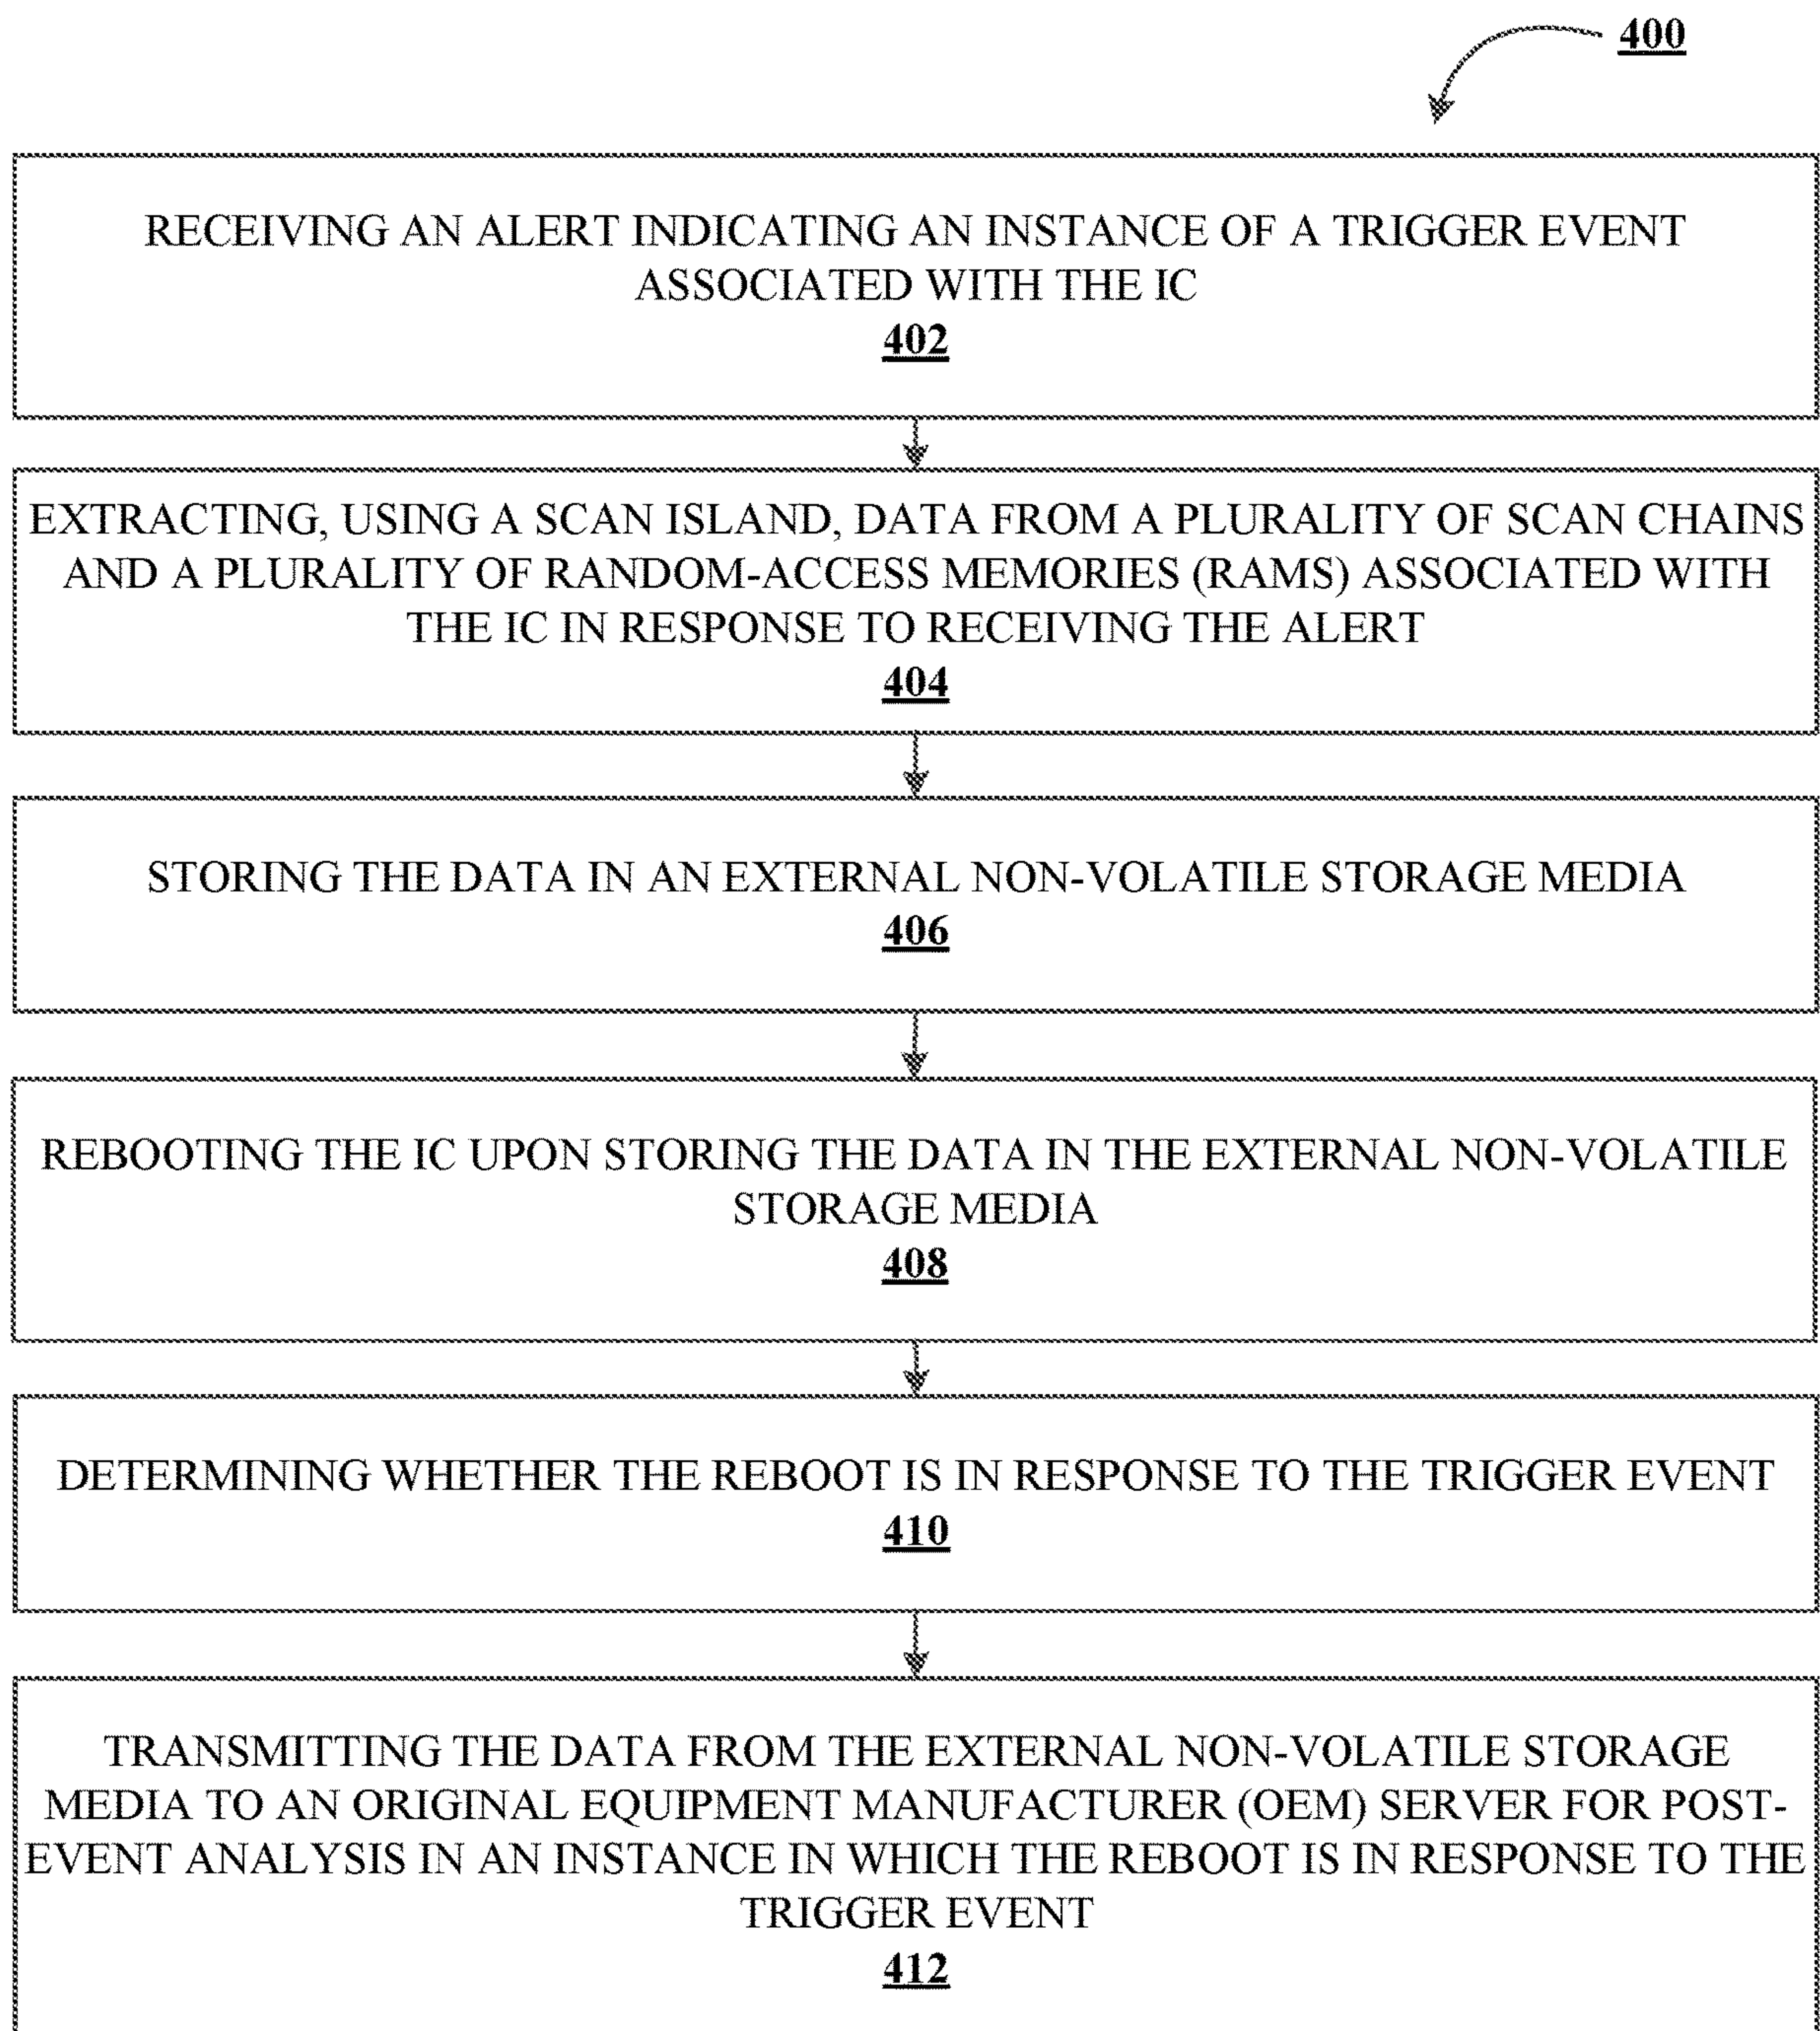 400
RECEIVING AN ALERT INDICATING AN INSTANCE OF A TRIGGER EVENT
ASSOCIATED WITH THE IC
402
EXTRACTING, USING A SCAN ISLAND, DATA FROM A PLURALITY OF SCAN CHAINS
AND A PLURALITY OF RANDOM-ACCESS MEMORIES (RAMS) ASSOCIATED WITH
THE IC IN RESPONSE TO RECEIVING THE ALERT
404
STORING THE DATA IN AN EXTERNAL NON-VOLATILE STORAGE MEDIA
406
REBOOTING THE IC UPON STORING THE DATA IN THE EXTERNAL NON-VOLATILE
STORAGE MEDIA
408
DETERMINING WHETHER THE REBOOT IS IN RESPONSE TO THE TRIGGER EVENT
410
TRANSMITTING THE DATA FROM THE EXTERNAL NON-VOLATILE STORAGE
MEDIA TO AN ORIGINAL EQUIPMENT MANUFACTURER (OEM) SERVER FOR POST-
EVENT ANALYSIS IN AN INSTANCE IN WHICH THE REBOOT IS IN RESPONSE TO THE
TRIGGER EVENT
412